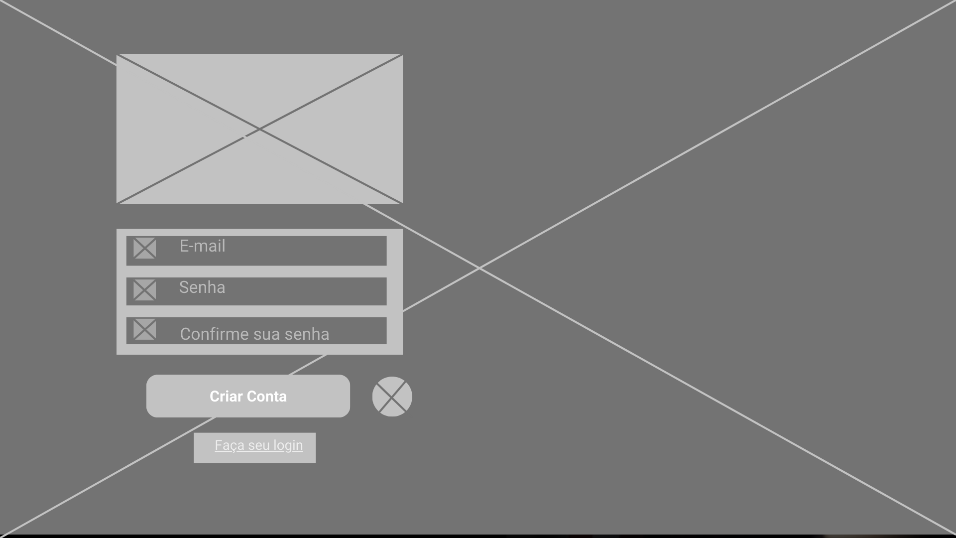 E-mail
Senha
Confirme sua senha
Criar Conta
Faça seu login